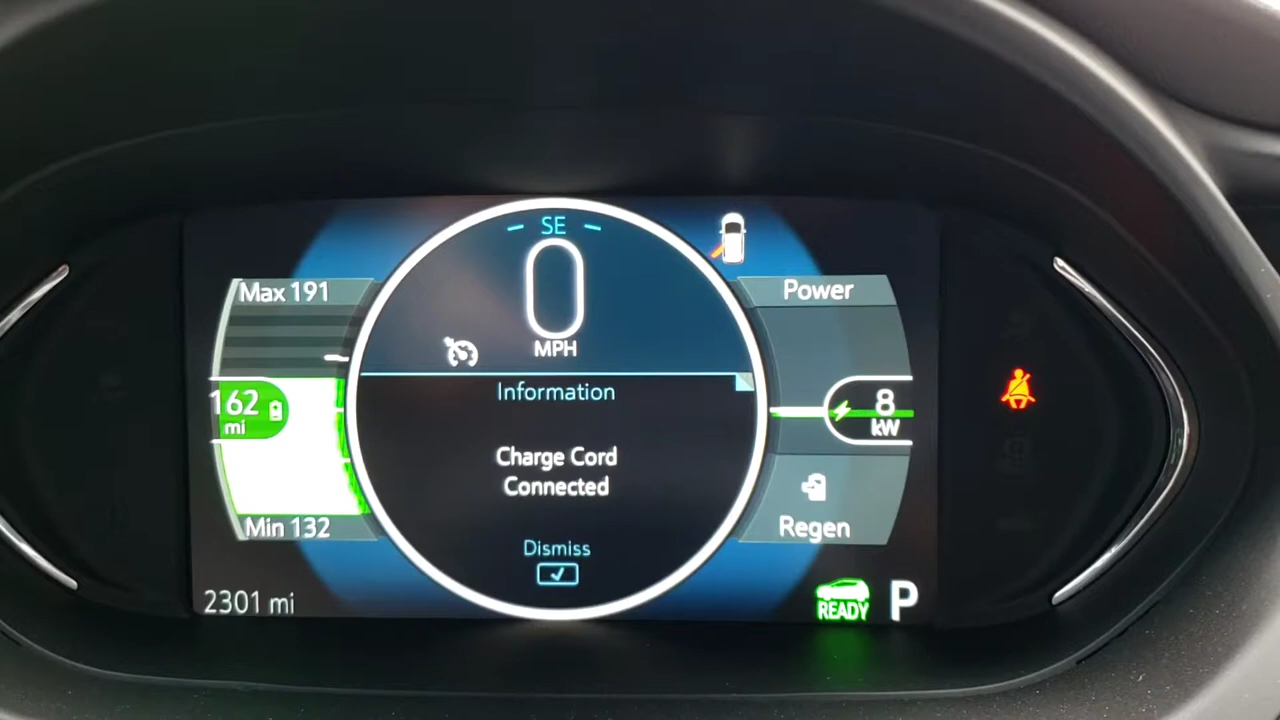 SE
0
MPH
Max 191
Power
162
mi
8
kW
Information
Charge Cord
Connected
Min 132
Regen
Dismiss
2301 mi
READY
P